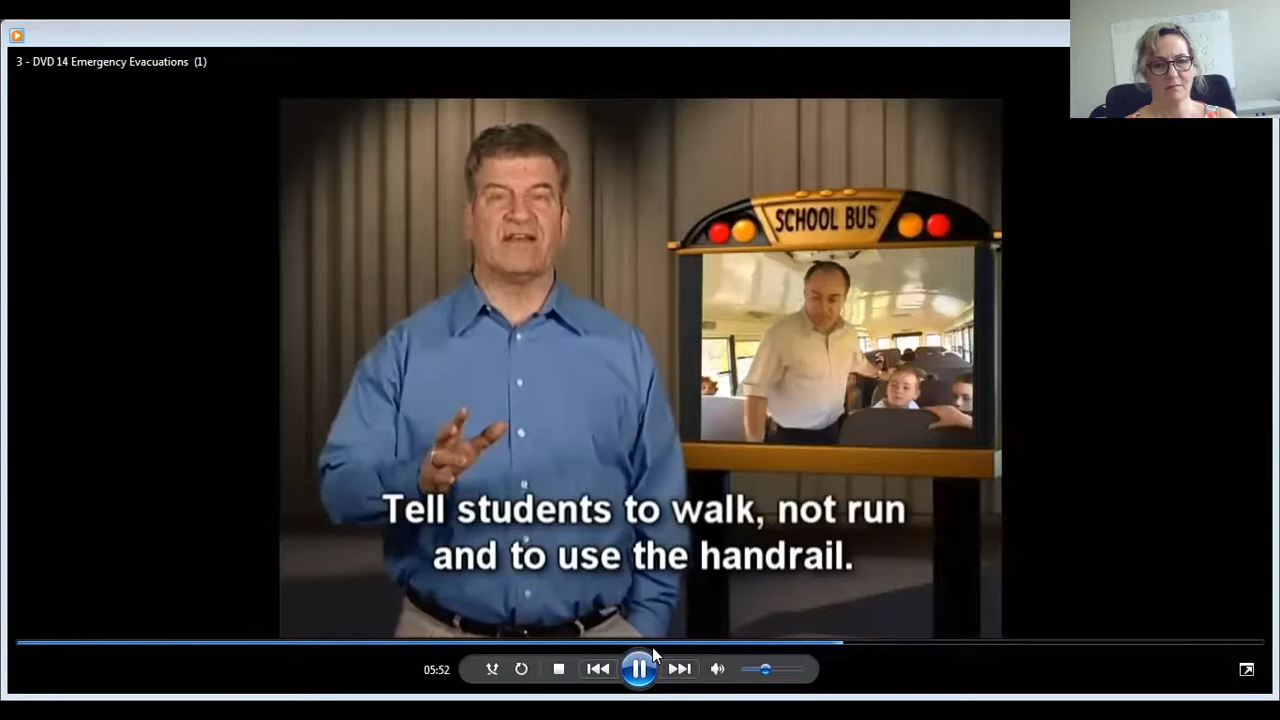 3 - DVD 14 Emergency Evacuations (1)
SCHOOL BUS
Tell students to walk, not run
and to use the handrail.
05:52